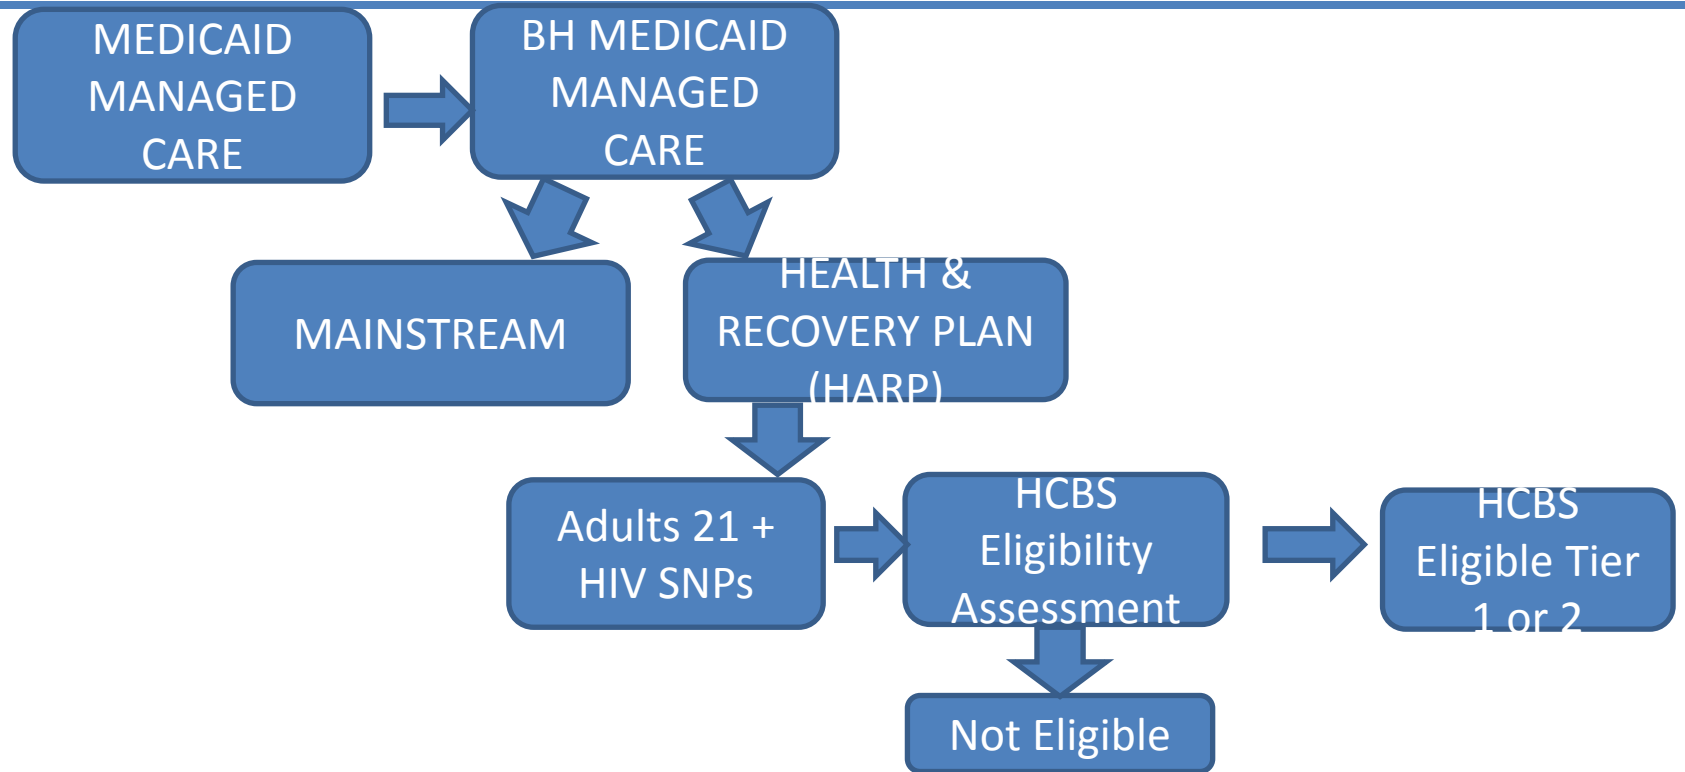 MEDICAID
MANAGED
CARE
BH MEDICAID
MANAGED
CARE
MAINSTREAM
HEALTH &
RECOVERY PLAN
(HARP)
Adults 21 +
HIV SNPs
HCBS
Eligibility
Assessment
HCBS
Eligible Tier
1 or 2
Not Eligible